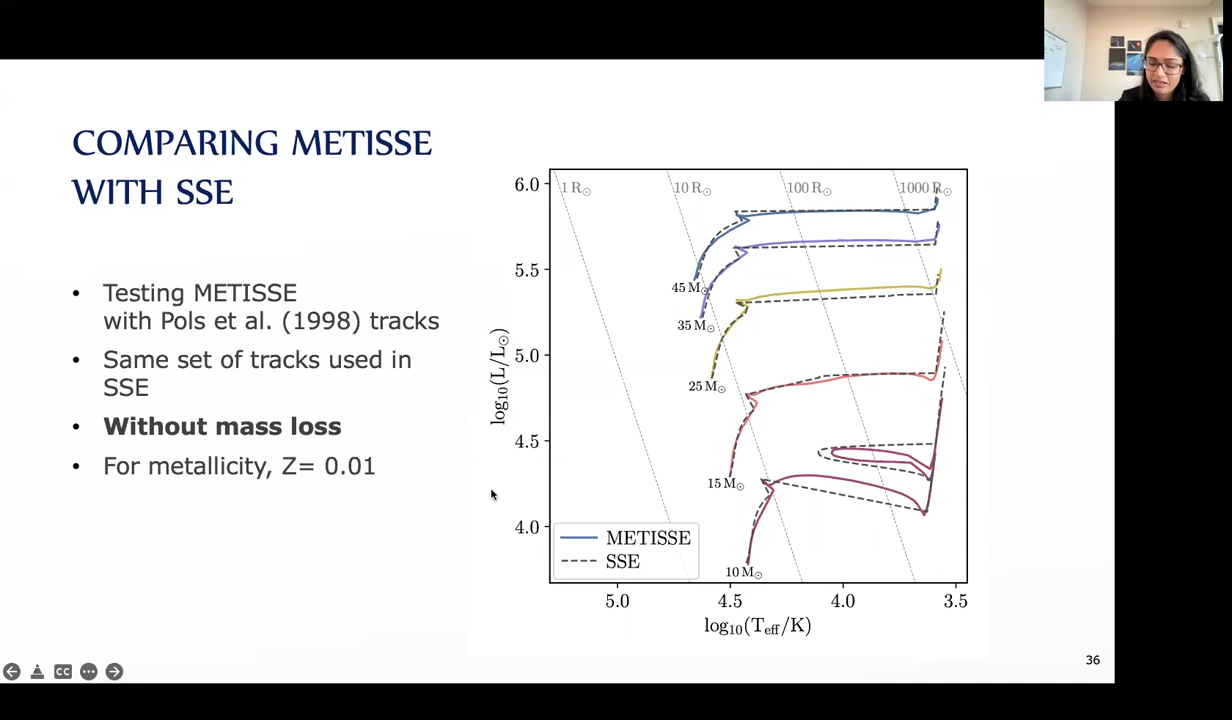 COMPARING METISSE
WITH SSE
• Testing METISSE
with Pols et al. (1998) tracks
• Same set of tracks used in
SSE
• Without mass loss
• For metallicity, Z= 0.01
6.0
5.5
5.0
4.5
4.0
log₁₀(L/L☉)
1 R☉
10 R☉
100 R☉
1000 R☉
45 M☉
35 M☉
25 M☉
15 M☉
10 M☉
METISSE
SSE
5.0
4.5
4.0
3.5
log₁₀(Teff/K)
CC
36